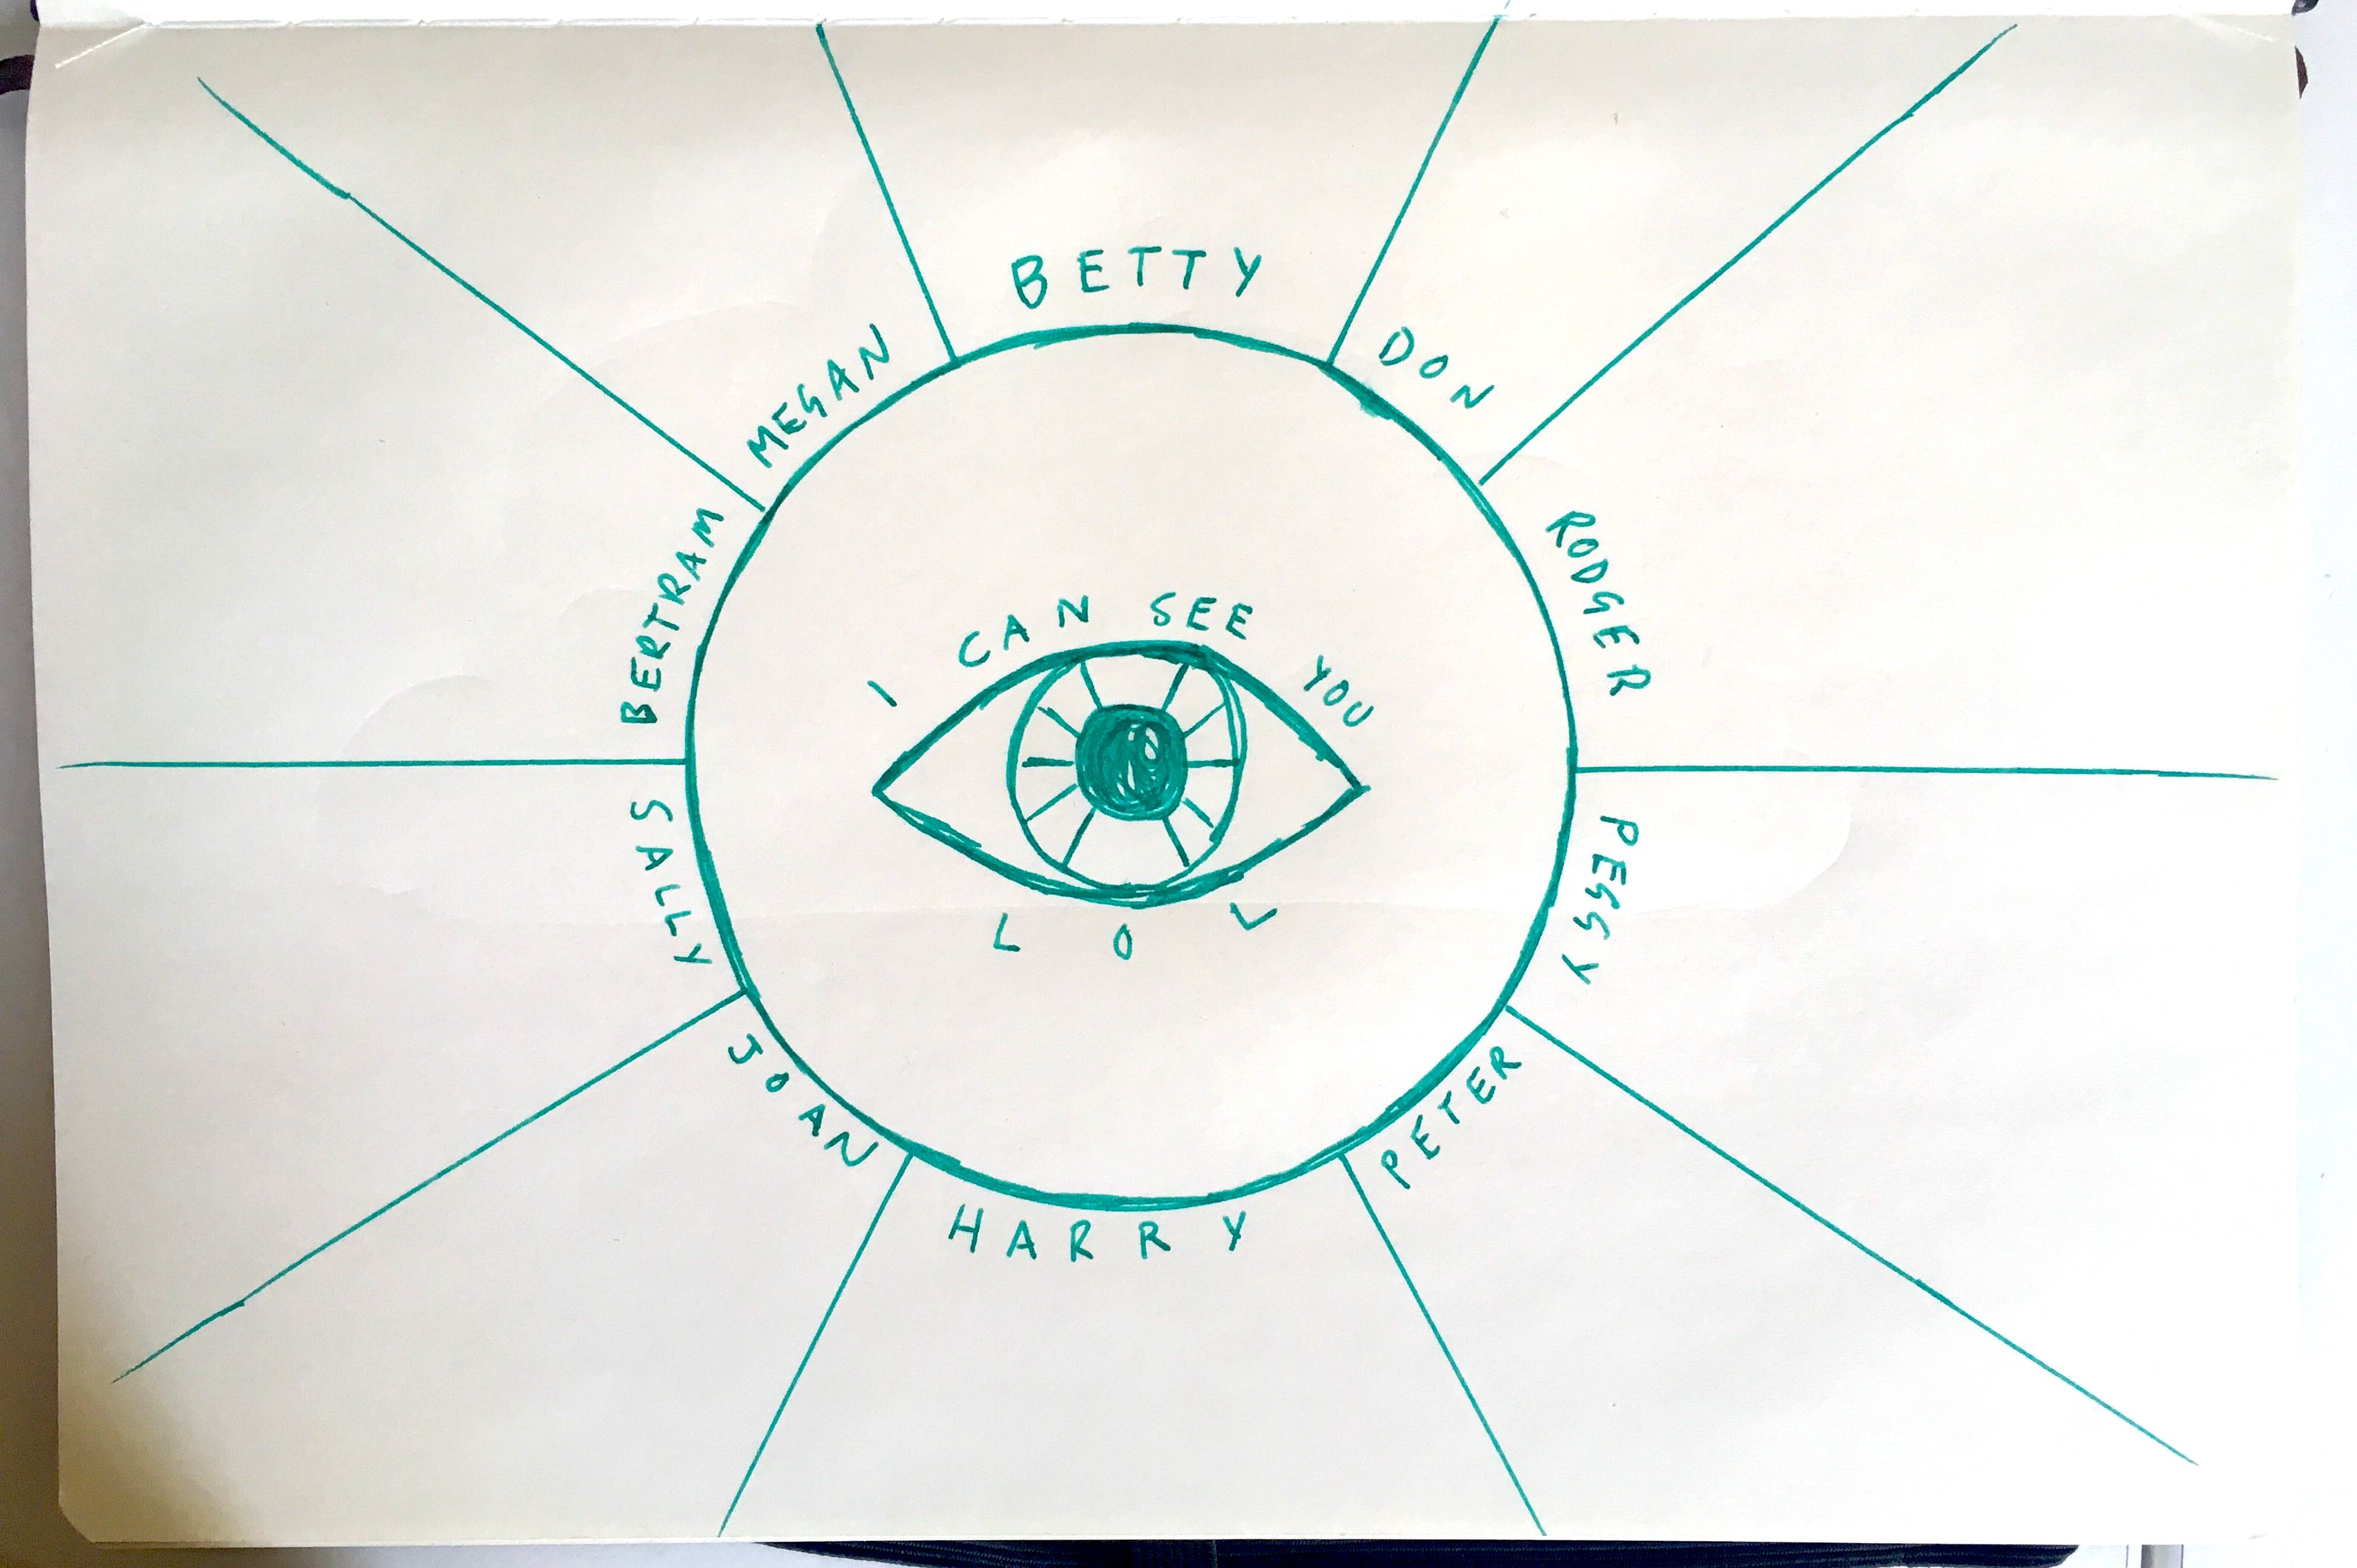 BETTY
DON
RODGER
PEGGY
PETER
HARRY
JOAN
SALLY
BERTRAM
MEGAN
I CAN SEE YOU
LOL